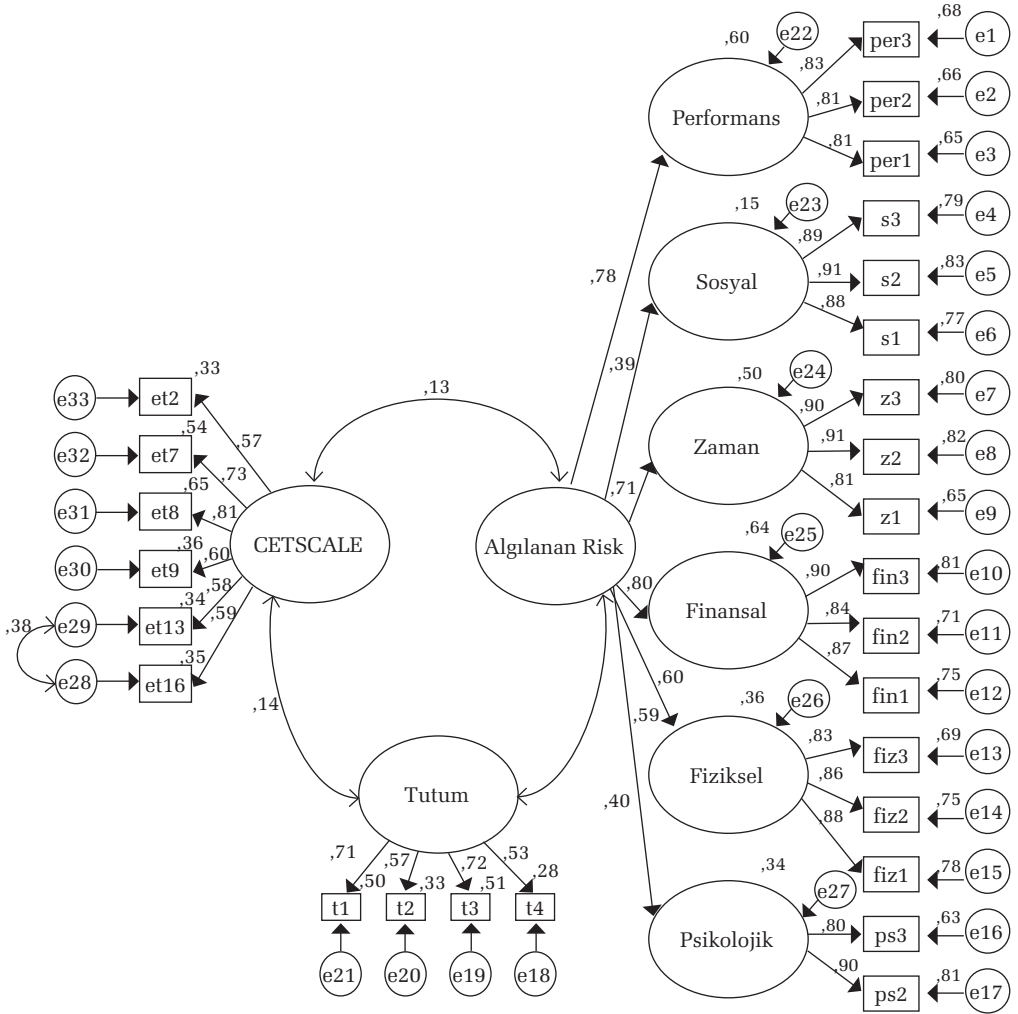 ,60
e22
,83
per3
,68
e1
Performans
,81
per2
,66
e2
,81
per1
,65
e3
,78
,15
e23
,89
s3
,79
e4
Sosyal
,91
s2
,83
e5
,88
s1
,77
e6
,39
,50
e24
,90
z3
,80
e7
Zaman
,91
z2
,82
e8
,81
z1
,65
e9
,71
,13
e33
et2
,33
,57
e32
et7
,54
,73
e31
et8
,65
,81
e30
et9
,36
,60
e29
et13
,34
,58
e28
et16
,35
,59
,38
CETSCALE
Algılanan Risk
,64
e25
,90
fin3
,81
e10
Finansal
,84
fin2
,71
e11
,87
fin1
,75
e12
,80
,60
,59
,40
,36
e26
,83
fiz3
,69
e13
Fiziksel
,86
fiz2
,75
e14
,88
fiz1
,78
e15
,14
Tutum
,71
,50
t1
e21
,57
,33
t2
e20
,72
,51
t3
e19
,53
,28
t4
e18
,34
e27
Psikolojik
,80
ps3
,63
e16
,90
ps2
,81
e17